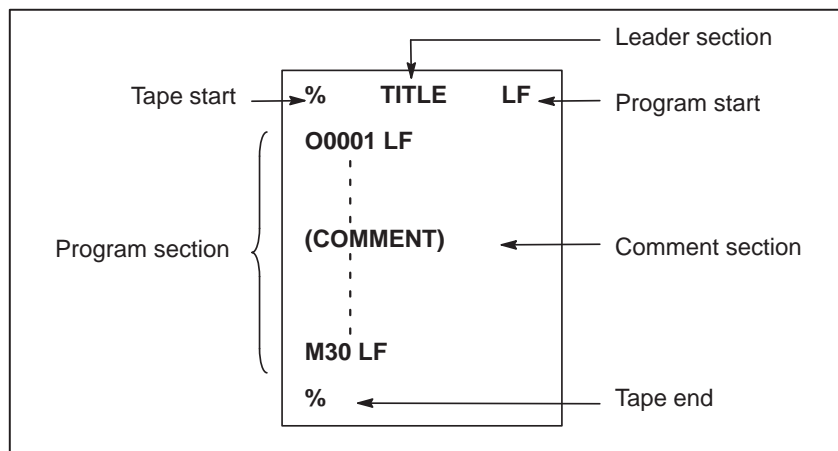 Leader section
Tape start % TITLE LF Program start
O0001 LF
Program section (COMMENT) Comment section
M30 LF
% Tape end